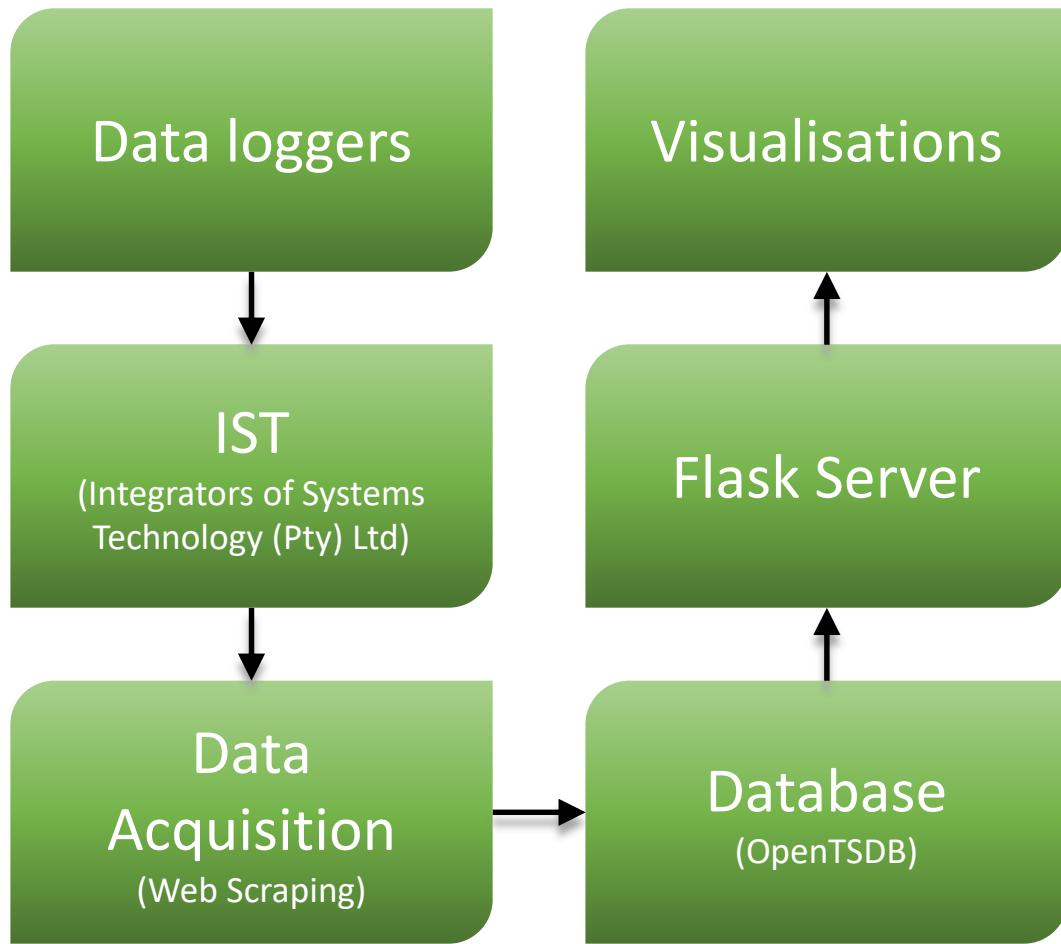 Data loggers
IST
(Integrators of Systems
Technology (Pty) Ltd)
Data
Acquisition
(Web Scraping)
Database
(OpenTSDB)
Flask Server
Visualisations